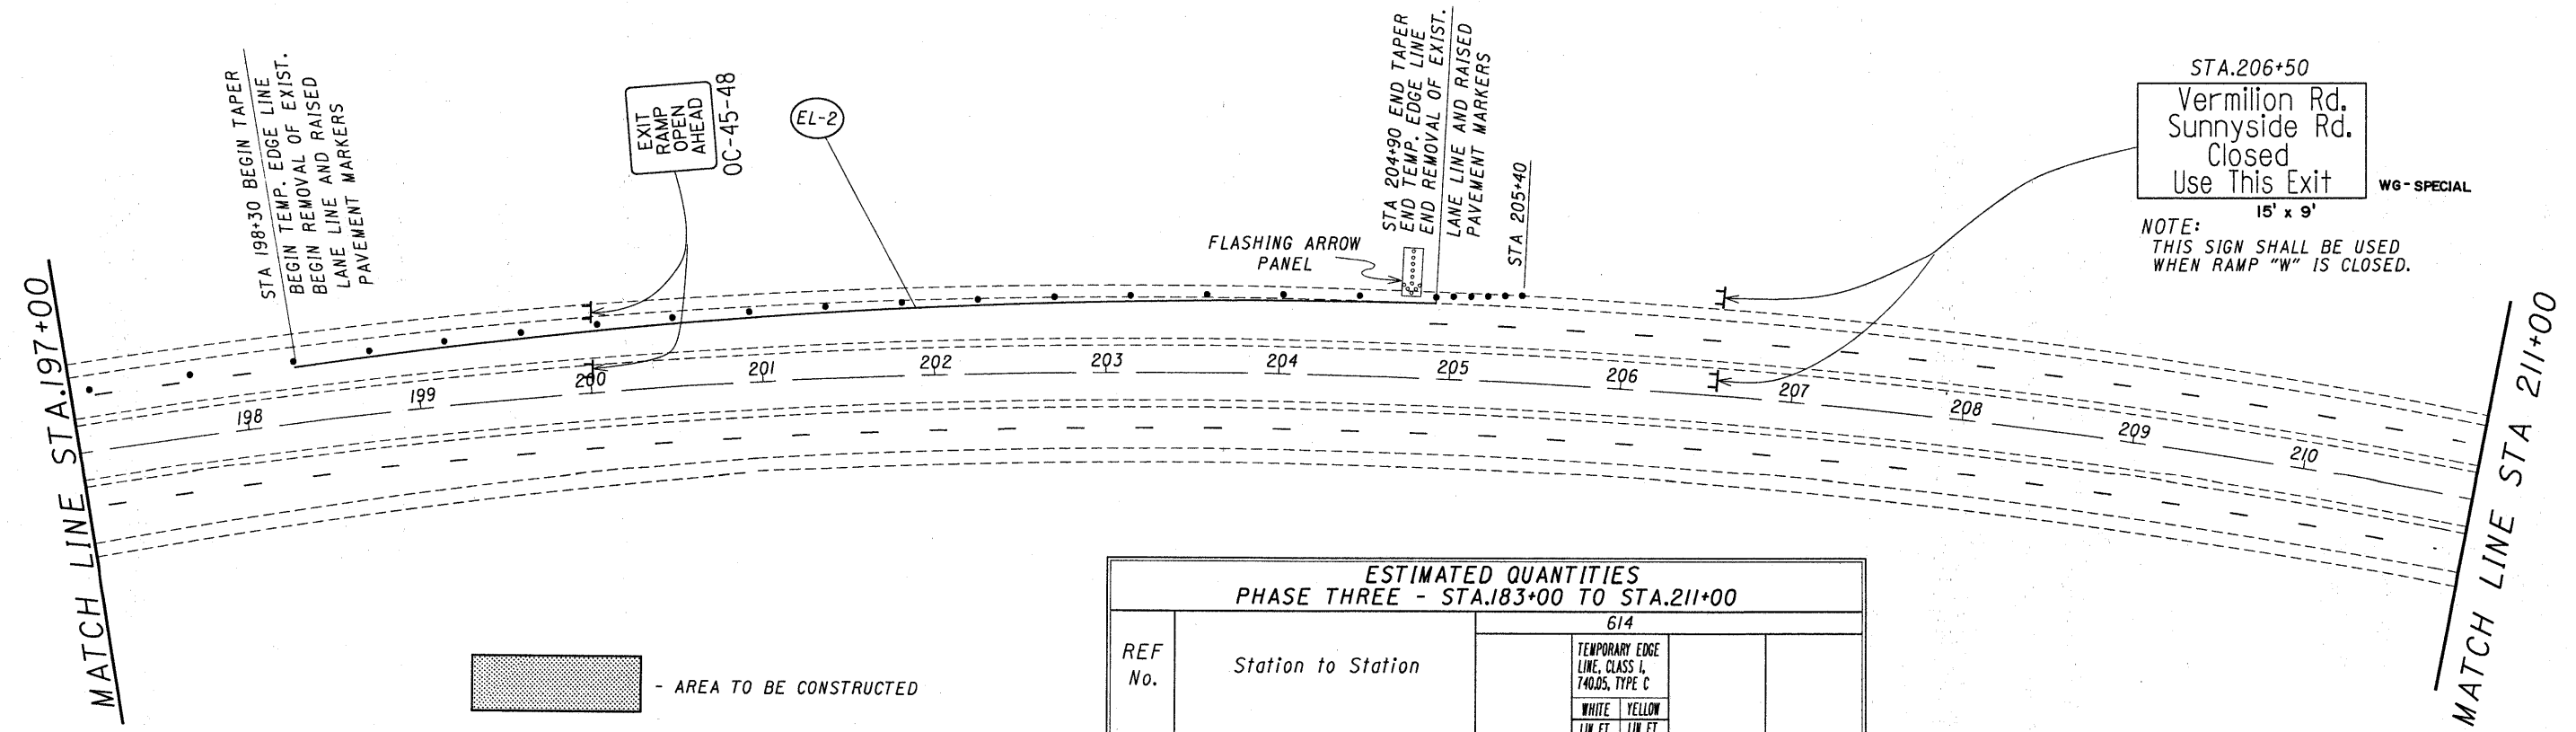 STA 198+30 BEGIN TAPER
BEGIN TEMP. EDGE LINE
BEGIN REMOVAL OF EXIST.
LANE LINE AND RAISED
PAVEMENT MARKERS
EXIT
RAMP
OPEN
AHEAD
OC-45-48
EL-2
FLASHING ARROW
PANEL
STA 204+90 END TAPER
END TEMP. EDGE LINE
END REMOVAL OF EXIST.
LANE LINE AND RAISED
PAVEMENT MARKERS
STA 205+40
STA.206+50
Vermilion Rd.
Sunnyside Rd.
Closed
Use This Exit
WG-SPECIAL
15' x 9'
NOTE:
THIS SIGN SHALL BE USED
WHEN RAMP "W" IS CLOSED.
MATCH LINE STA.197+00
198
199
200
201
202
203
204
205
206
207
208
209
210
MATCH LINE STA 211+00
- AREA TO BE CONSTRUCTED
ESTIMATED QUANTITIES
PHASE THREE - STA.183+00 TO STA.211+00
REF
No.
Station to Station
614
TEMPORARY EDGE
LINE, CLASS I,
740.05, TYPE C
WHITE YELLOW
LIN FT LIN FT